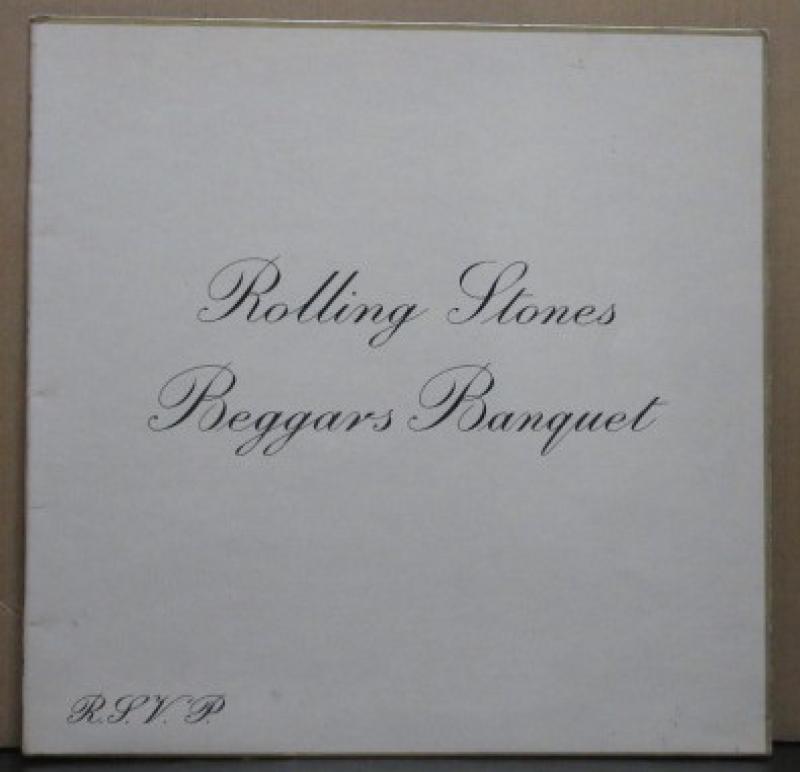 Rolling Stones
Beggars Banquet
R.S.V.P.